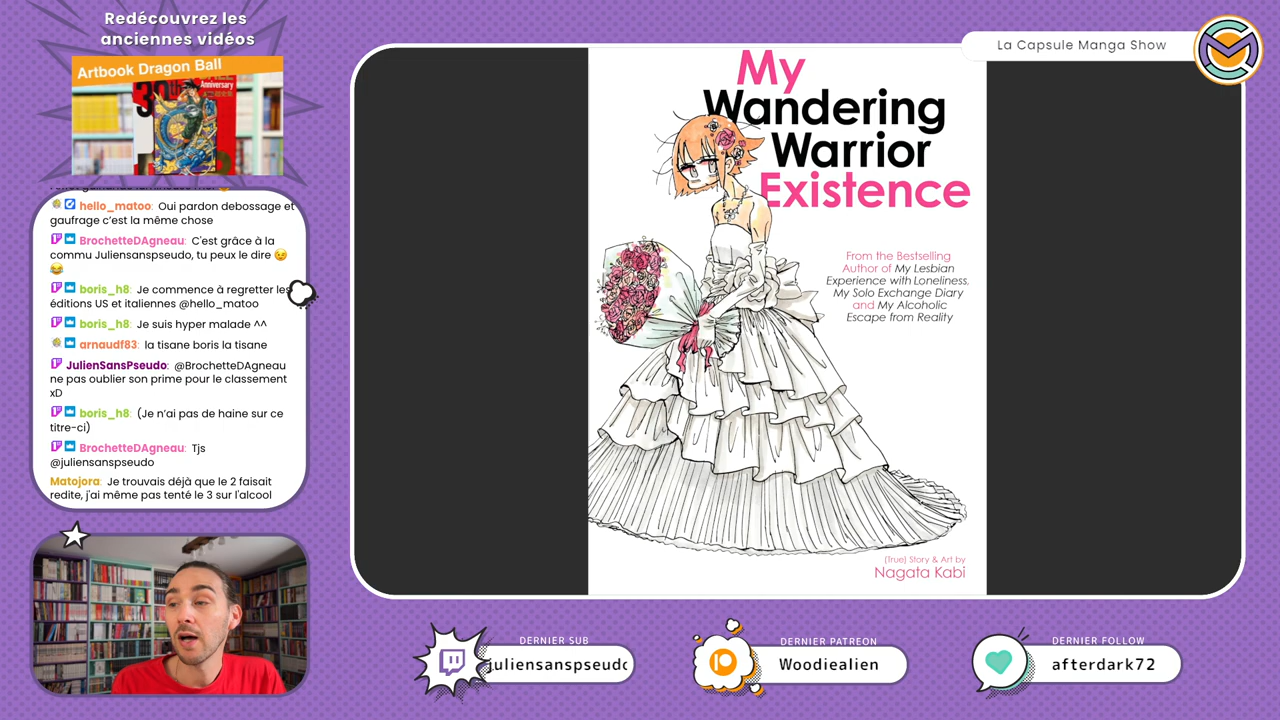 Redécouvrez les
anciennes vidéos
Artbook Dragon Ball
30th
Anniversary
hello_matoo: Oui pardon debossage et
gaufrage c'est la même chose
BrochetteDAgneau: C'est grâce à la
commu Juliensanspseudo, tu peux le dire 😉
😂
boris_h8: Je commence à regretter les
éditions US et italiennes @hello_matoo
boris_h8: Je suis hyper malade ^^
arnaudf83: la tisane boris la tisane
JulienSansPseudo: @BrochetteDAgneau
ne pas oublier son prime pour le classement
xD
boris_h8: (Je n'ai pas de haine sur ce
titre-ci)
BrochetteDAgneau: Tjs
@juliensanspseudo
Matojora: Je trouvais déjà que le 2 faisait
redite, j'ai même pas tenté le 3 sur l'alcool
La Capsule Manga Show
My
Wandering
Warrior
Existence
From the Bestselling
Author of My Lesbian
Experience with Loneliness,
My Solo Exchange Diary
and My Alcoholic
Escape from Reality
(True) Story & Art by
Nagata Kabi
DERNIER SUB
juliensanspseudo
DERNIER PATREON
Woodiealien
DERNIER FOLLOW
afterdark72